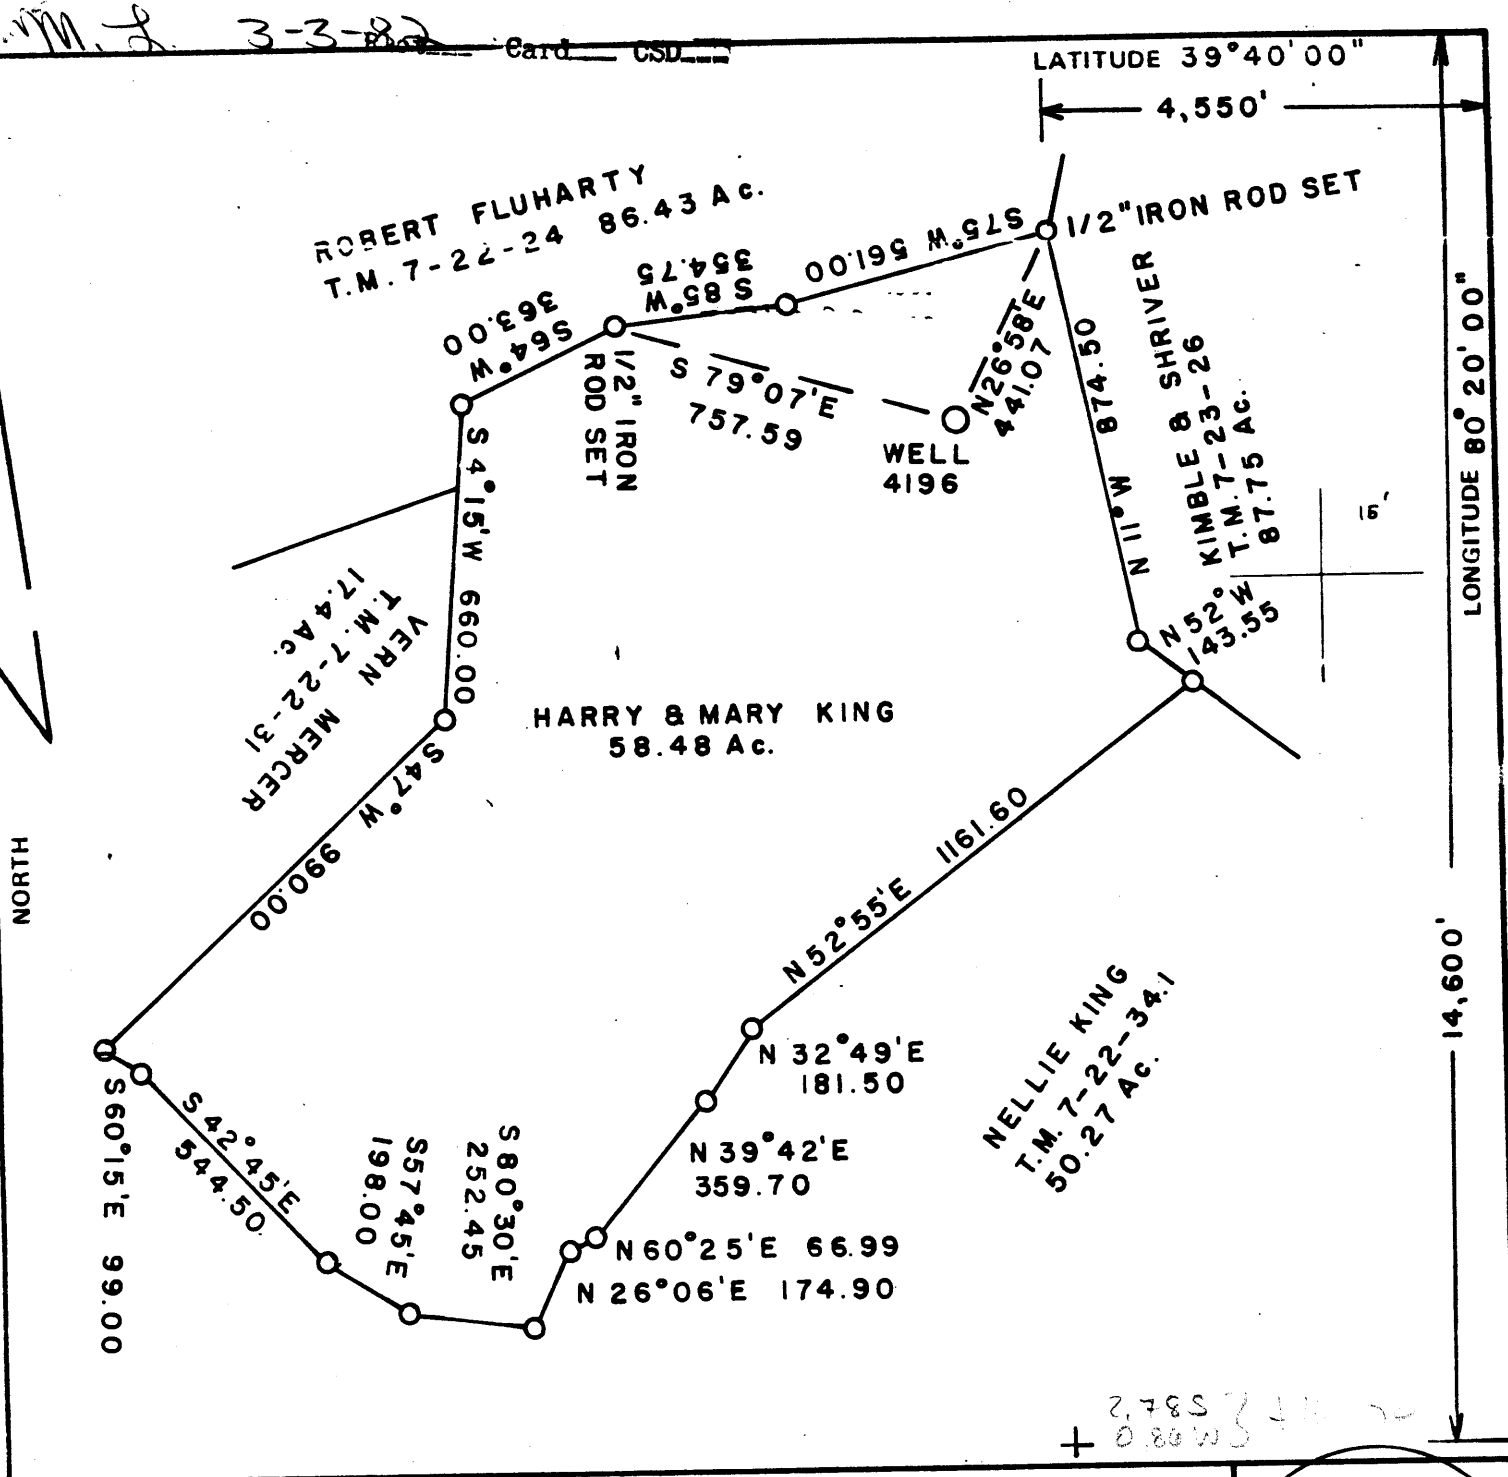 M. L. 3-3-82 Card CSD
LATITUDE 39°40'00"
4,550'
ROBERT FLUHARTY
T.M. 7-22-24 86.43 Ac.
1/2" IRON ROD SET
S75°W 561.00
S 85°W
354.75
S64°W
363.00
1/2" IRON
ROD SET
S 79°07'E
757.59
N26°58'E
441.07
WELL
4196
N 11°W 874.50
KIMBLE & SHRIVER
T.M. 7-23-26
87.75 Ac.
LONGITUDE 80°20'00"
15'
S 4°15'W 660.00
N 52°W
143.55
VERN MERCER
T.M. 7-22-31
17.4 Ac.
HARRY & MARY KING
58.48 Ac.
S47°W 990.00
NORTH
N52°55'E 1161.60
14,600'
N 32°49'E
181.50
NELLIE KING
T.M. 7-22-34.1
50.27 Ac.
S60°15'E 99.00
S 42°45'E
544.50
S57°45'E
198.00
S 80°30'E
252.45
N 39°42'E
359.70
N60°25'E 66.99
N 26°06'E 174.90
2.78S
0.86W